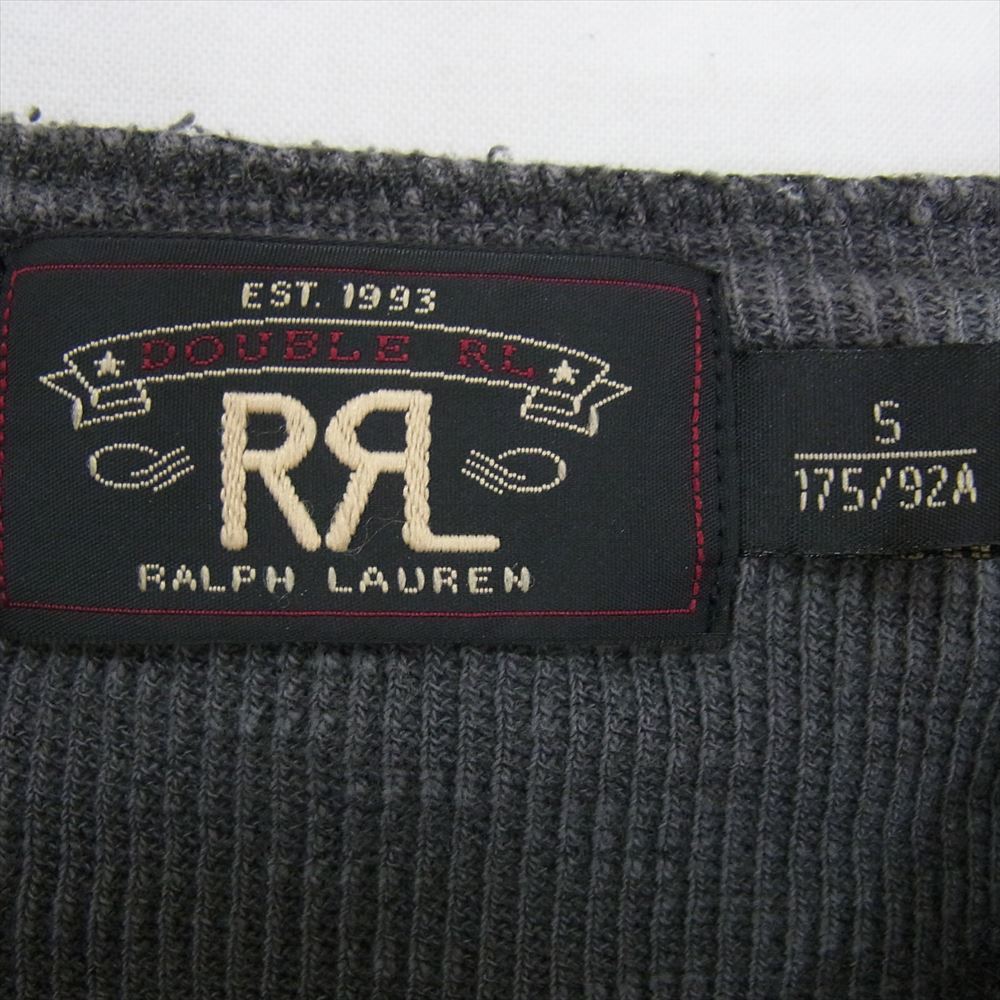 EST. 1993
DOUBLE RL
RRL
RALPH LAUREN
S
175/92A